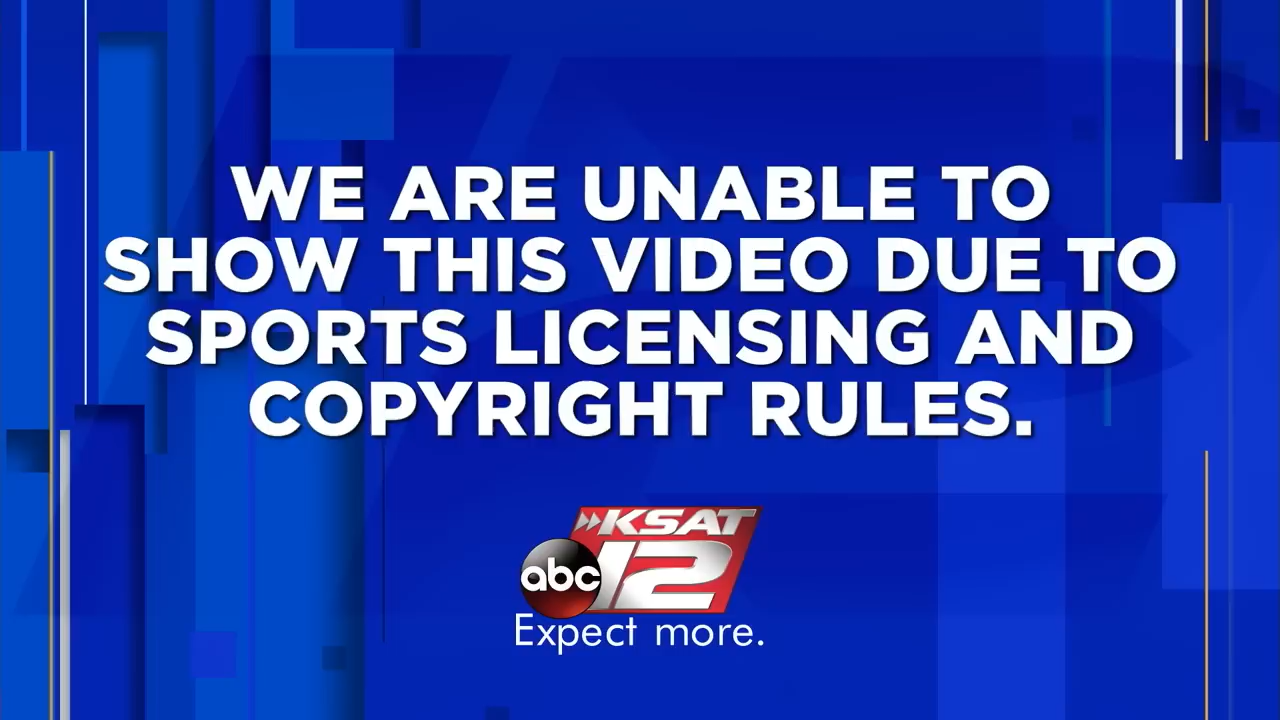 WE ARE UNABLE TO
SHOW THIS VIDEO DUE TO
SPORTS LICENSING AND
COPYRIGHT RULES.
KSAT
abc 12
Expect more.